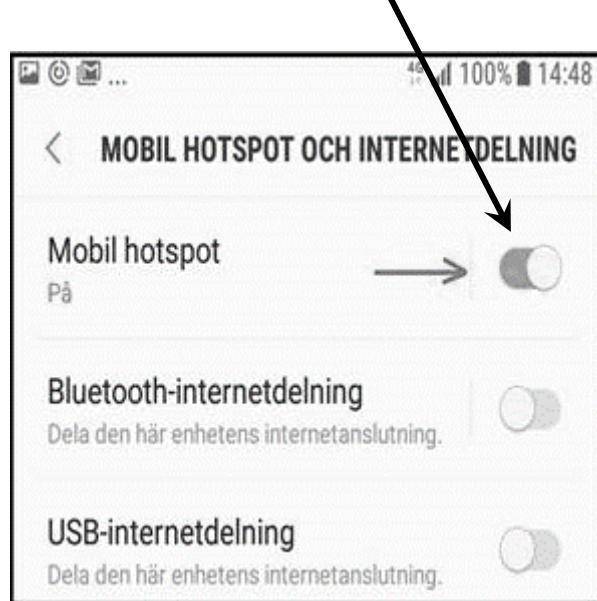 ... 4G 100% 14:48
MOBIL HOTSPOT OCH INTERNETDELNING
Mobil hotspot
På
Bluetooth-internetdelning
Dela den här enhetens internetanslutning.
USB-internetdelning
Dela den här enhetens internetanslutning.